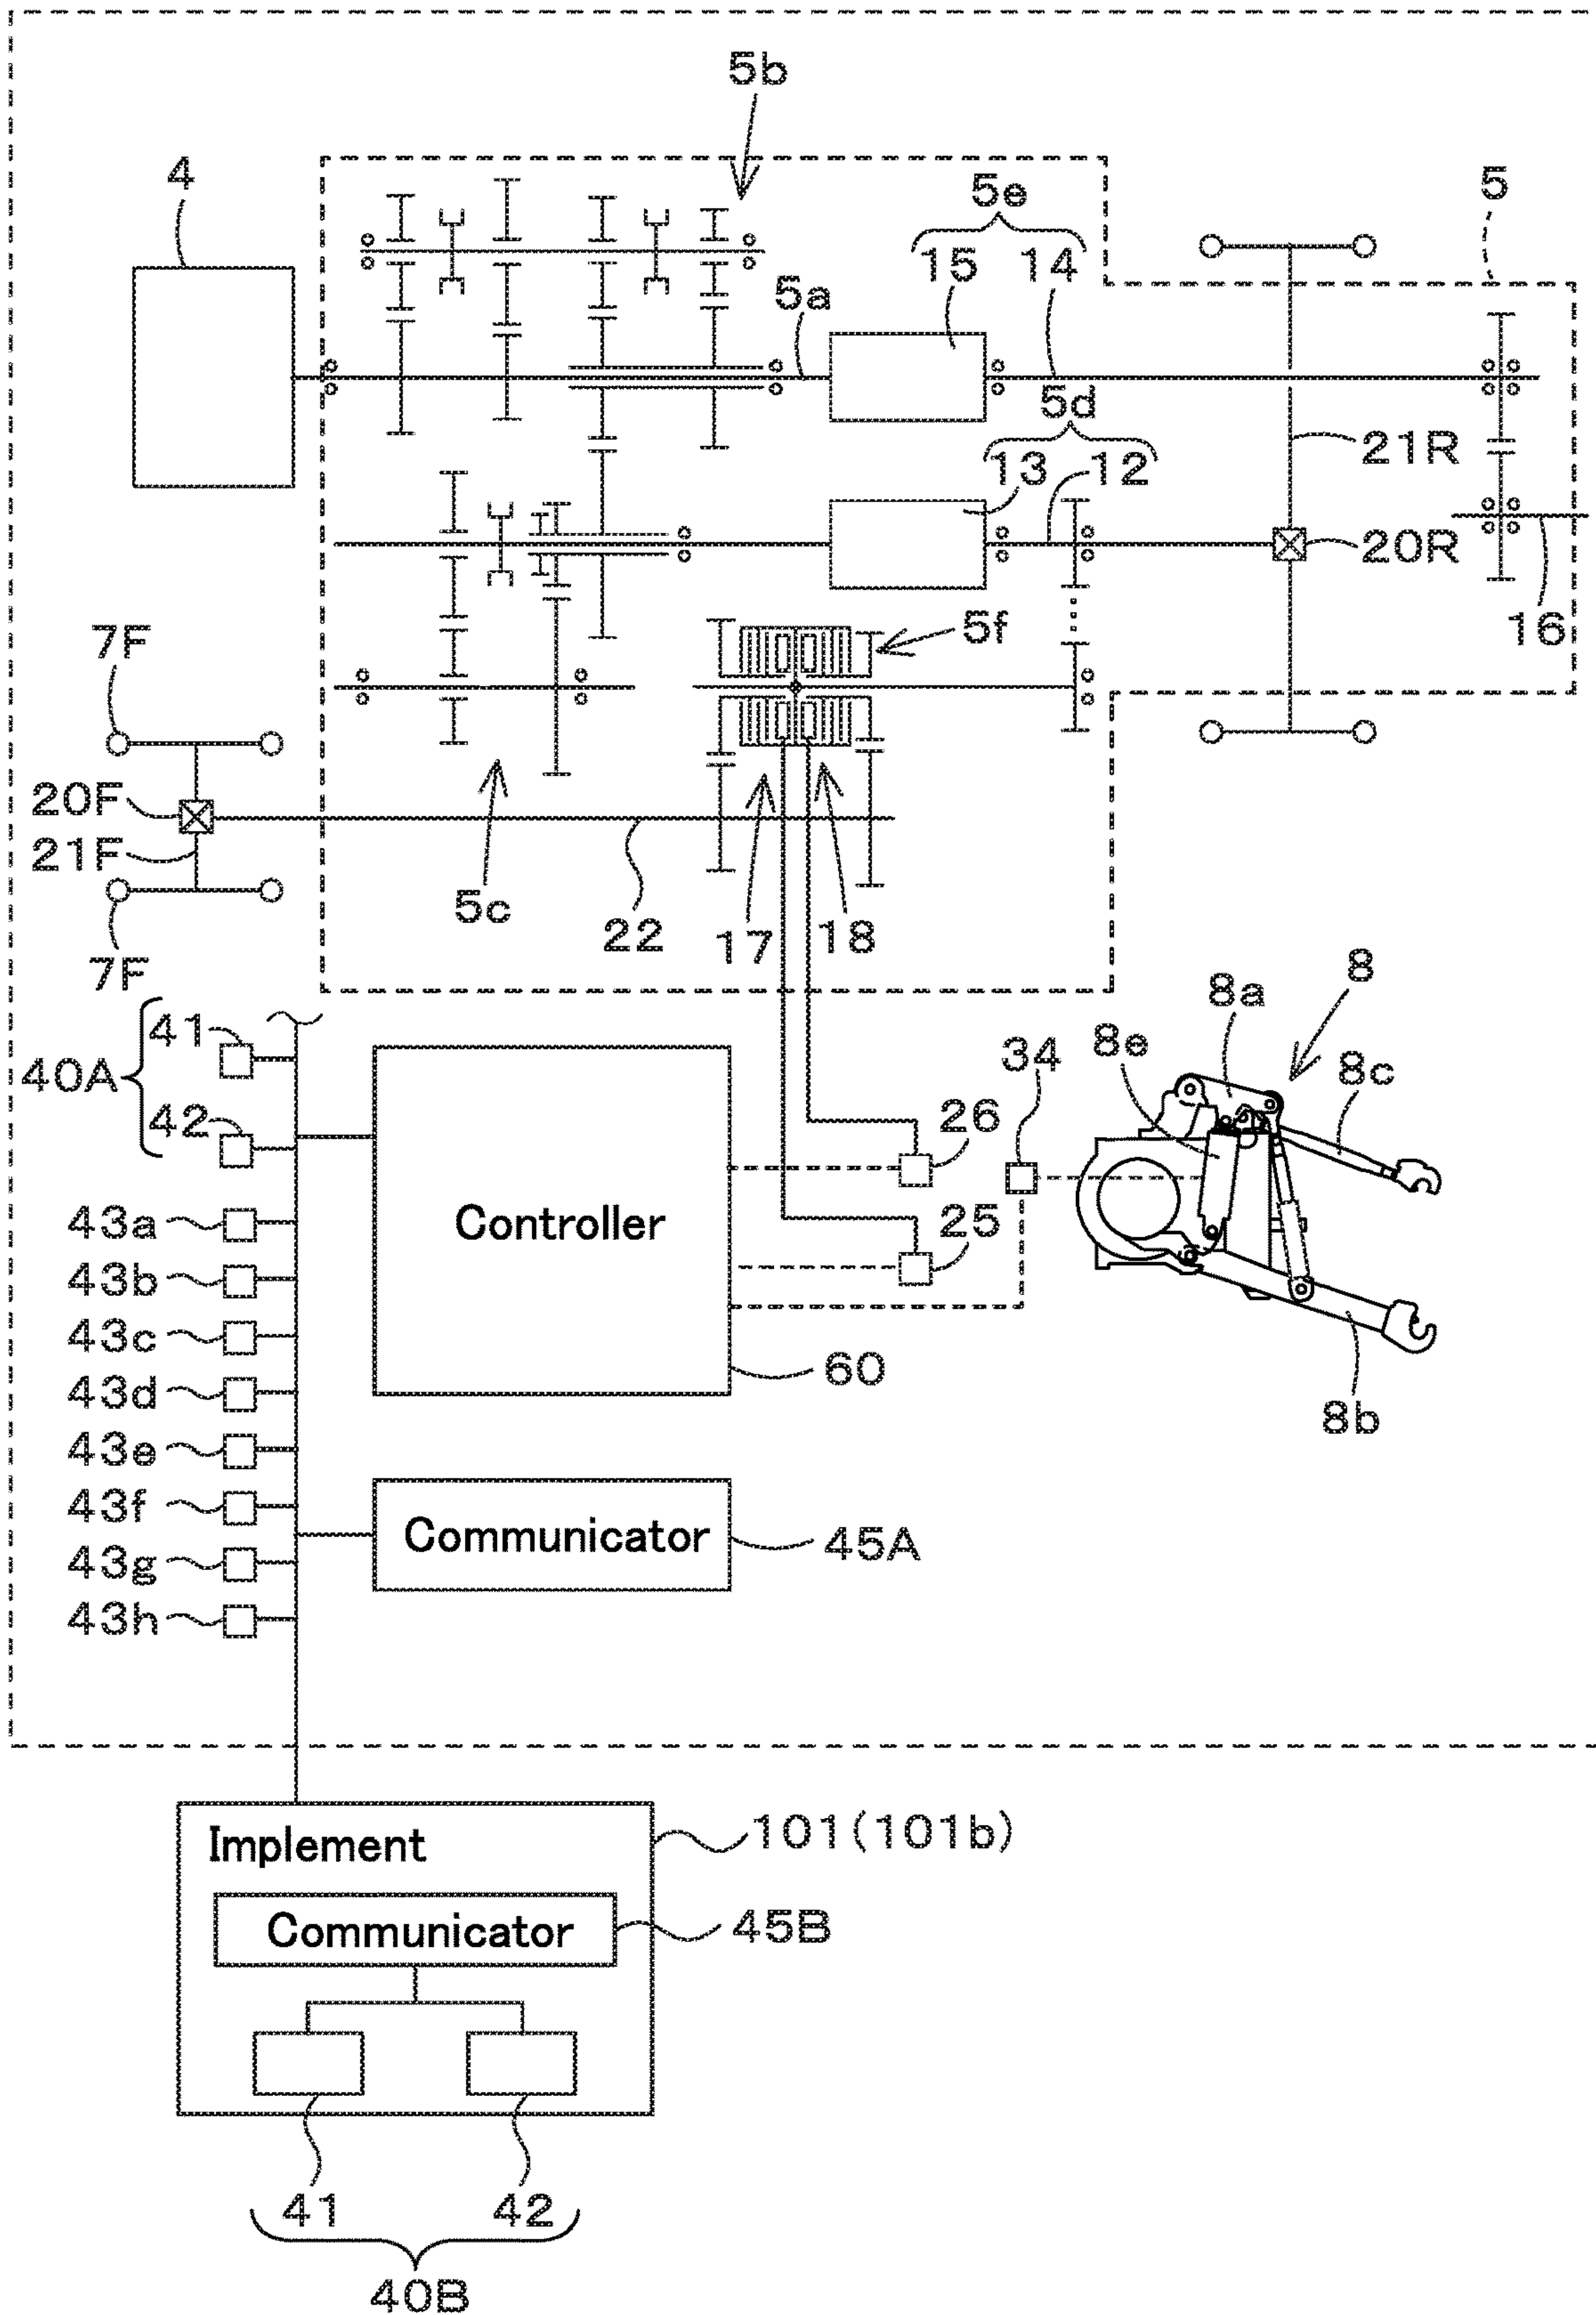 5b
4
5e
5
15 14
5a
5d
13 12
21R
20R
16
5f
7F
20F
21F
7F
5c
22
17
18
8
8a
8e
8c
34
41
40A
42
26
25
43a
43b
43c
43d
43e
43f
43g
43h
Controller
60
8b
Communicator
45A
Implement
101(101b)
Communicator
45B
41 42
40B